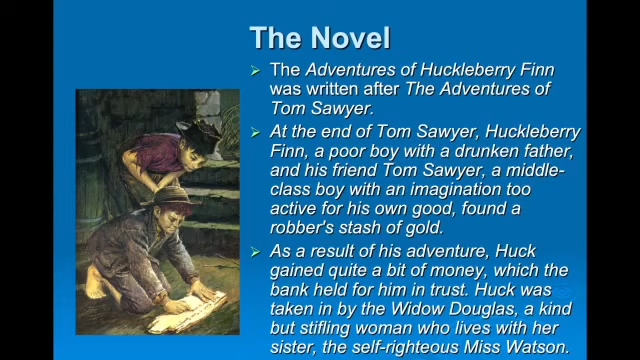 The Novel
The Adventures of Huckleberry Finn
was written after The Adventures of
Tom Sawyer.
At the end of Tom Sawyer, Huckleberry
Finn, a poor boy with a drunken father,
and his friend Tom Sawyer, a middle-
class boy with an imagination too
active for his own good, found a
robber's stash of gold.
As a result of his adventure, Huck
gained quite a bit of money, which the
bank held for him in trust. Huck was
taken in by the Widow Douglas, a kind
but stifling woman who lives with her
sister, the self-righteous Miss Watson.